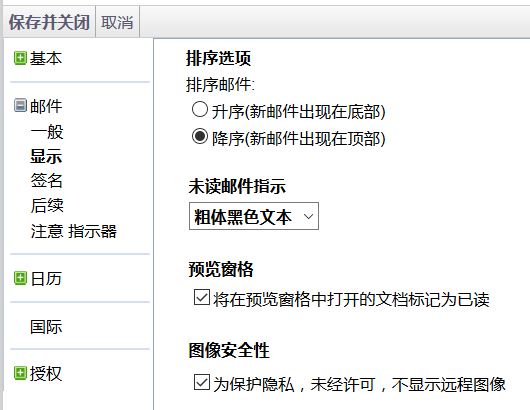 保存并关闭 取消
基本
邮件
一般
显示
签名
后续
注意 指示器
日历
国际
授权
排序选项
排序邮件:
升序(新邮件出现在底部)
降序(新邮件出现在顶部)
未读邮件指示
粗体黑色文本
预览窗格
将在预览窗格中打开的文档标记为已读
图像安全性
为保护隐私，未经许可，不显示远程图像